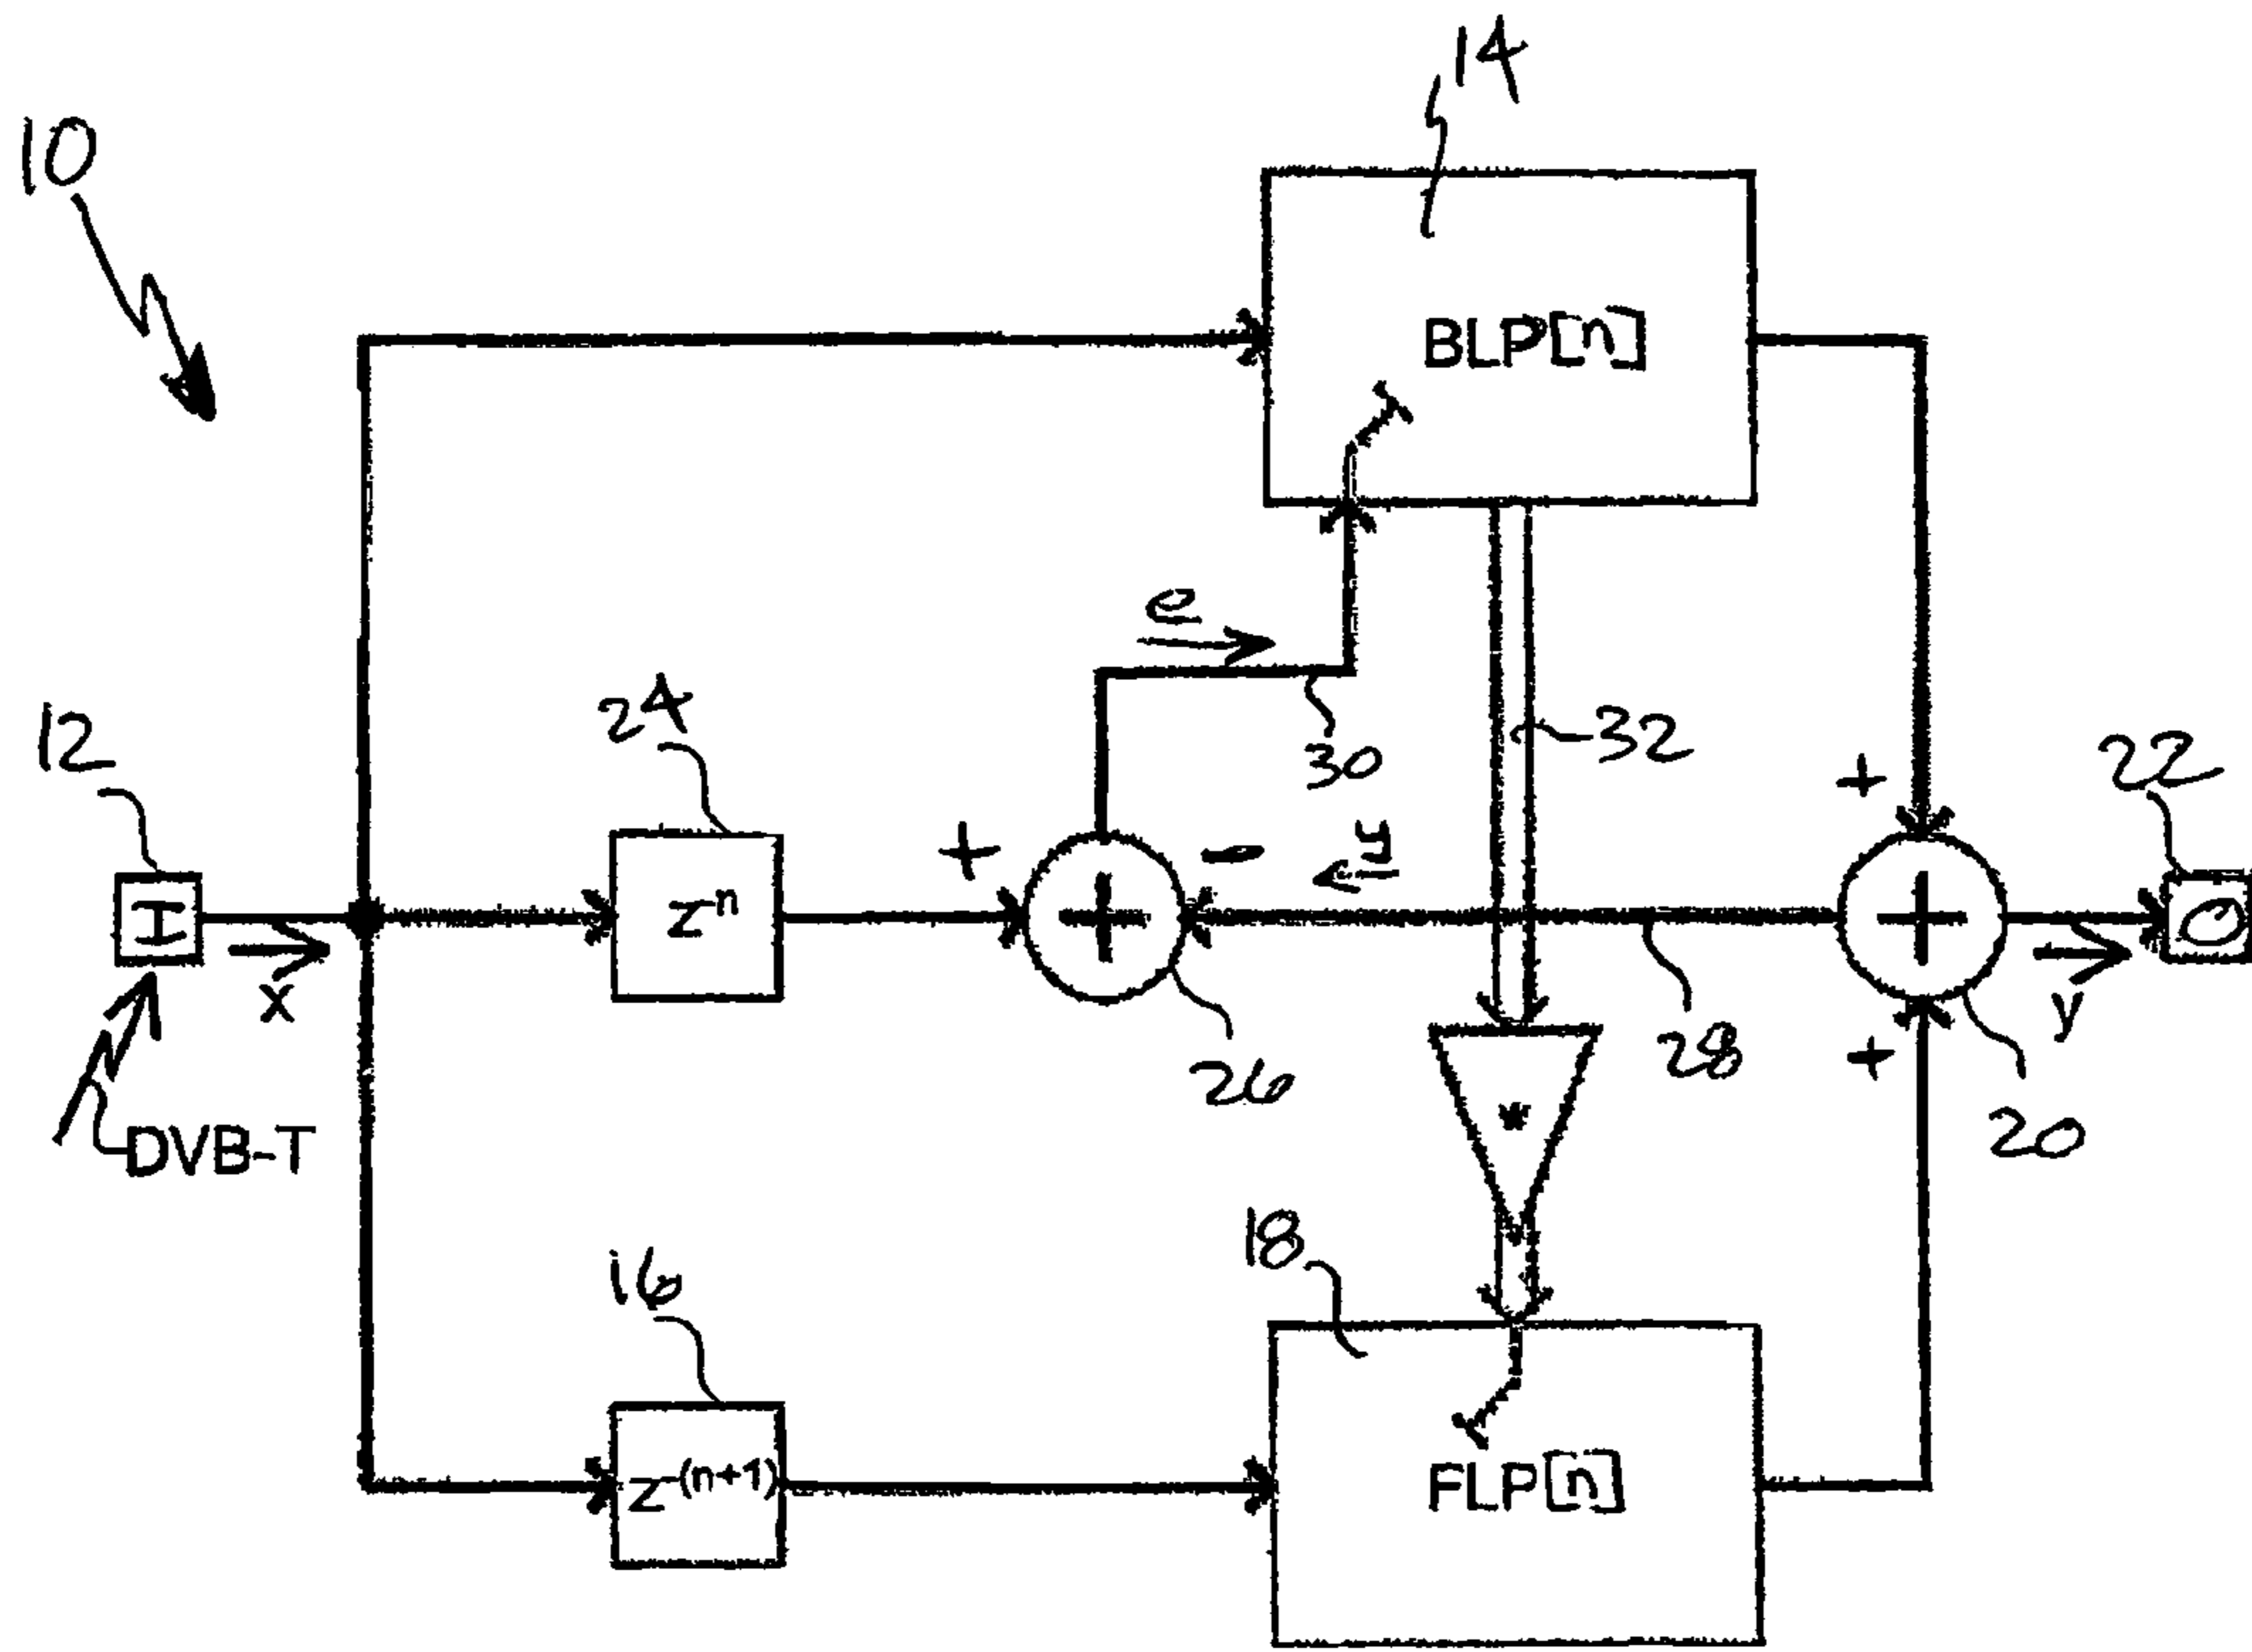 14
10
BLP[n]
e
24
12
30
32
22
+
y
+
-
z⁻ⁿ
I
+
+
O
x
y
26
28
+
20
*
DVB-T
18
16
z⁻⁽ⁿ⁺¹⁾
FLP[n]